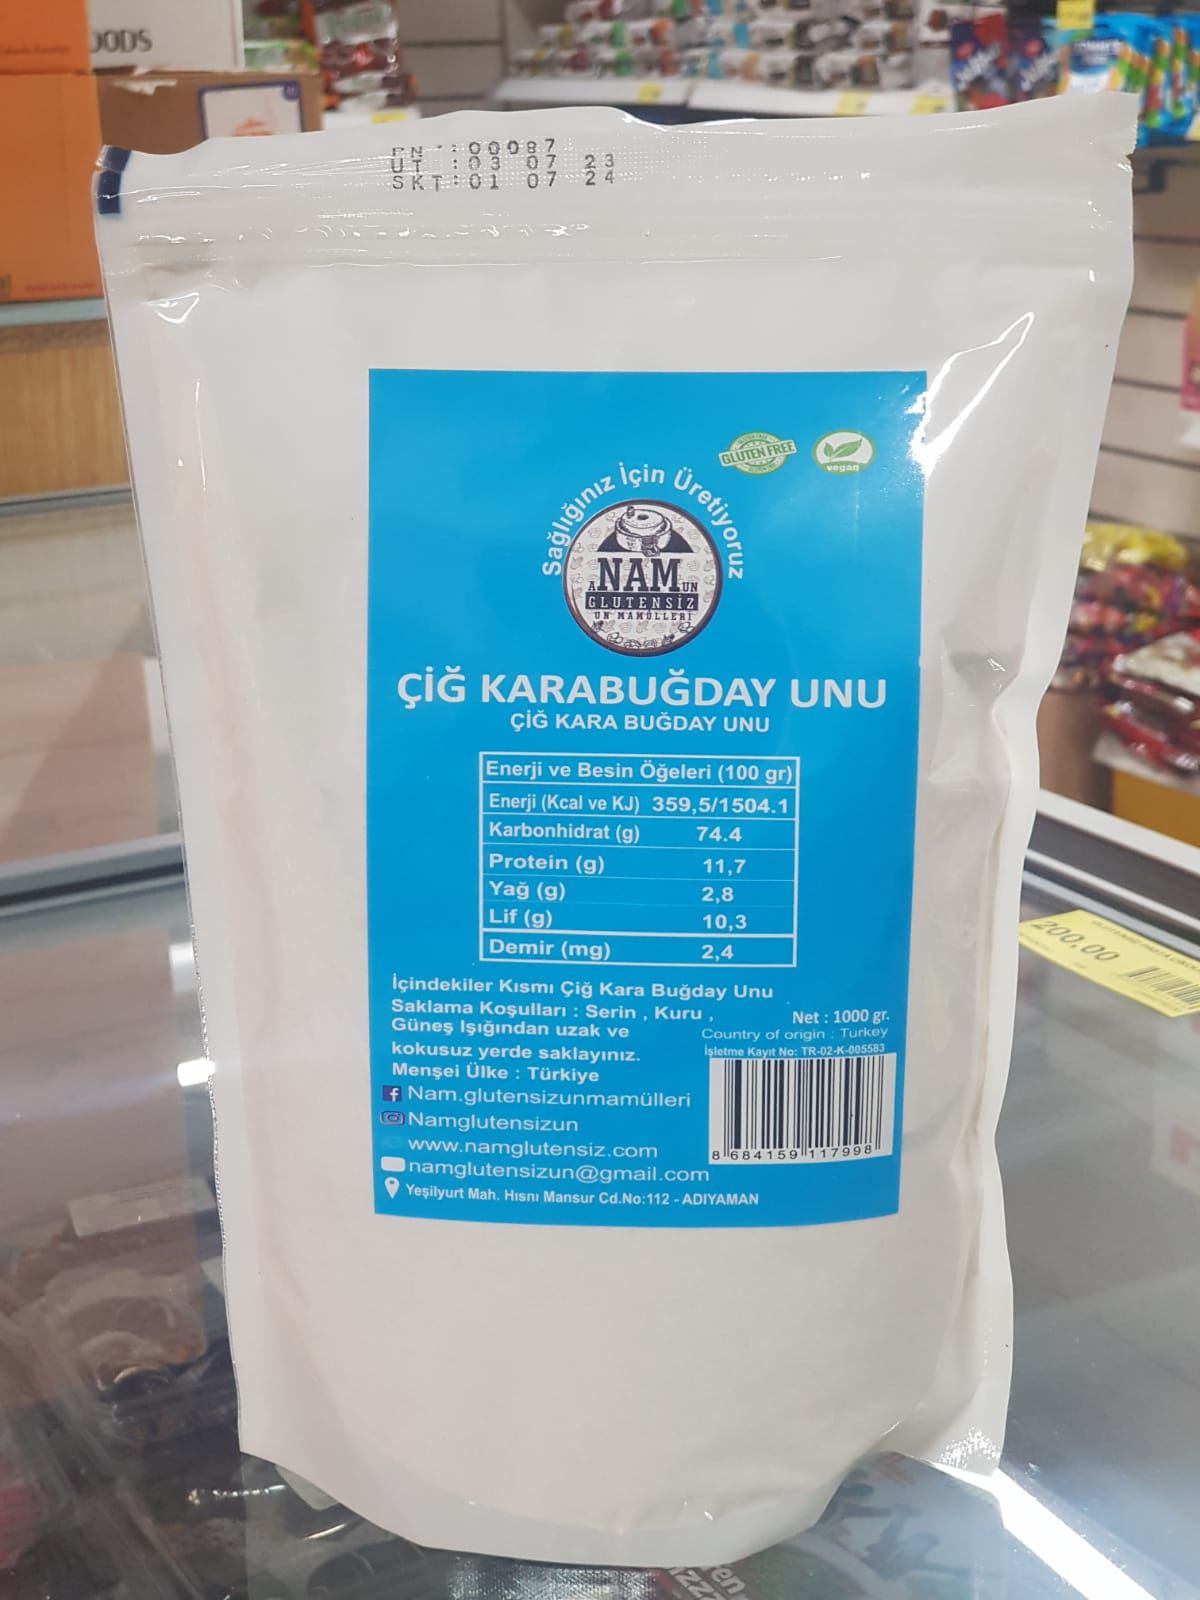 OODS
PN : 00087
UT : 03 07 23
SKT : 01 07 24
GLUTEN FREE
vegan
Sağlığınız İçin Üretiyoruz
ANAMUN
GLUTENSİZ
UN MAMÜLLERİ
ÇİĞ KARABUĞDAY UNU
ÇİĞ KARA BUĞDAY UNU
Enerji ve Besin Öğeleri (100 gr)
Enerji (Kcal ve KJ) 359,5/1504.1
Karbonhidrat (g) 74.4
Protein (g) 11,7
Yağ (g) 2,8
Lif (g) 10,3
Demir (mg) 2,4
İçindekiler Kısmı Çiğ Kara Buğday Unu
Saklama Koşulları : Serin , Kuru ,
Güneş Işığından uzak ve
kokusuz yerde saklayınız.
Menşei Ülke : Türkiye
Net : 1000 gr.
Country of origin : Turkey
İşletme Kayıt No: TR-02-K-005583
8 684159 117998
Nam.glutensizunmamülleri
Namglutensizun
www.namglutensiz.com
namglutensizun@gmail.com
Yeşilyurt Mah. Hısnı Mansur Cd.No:112 - ADIYAMAN
200,00